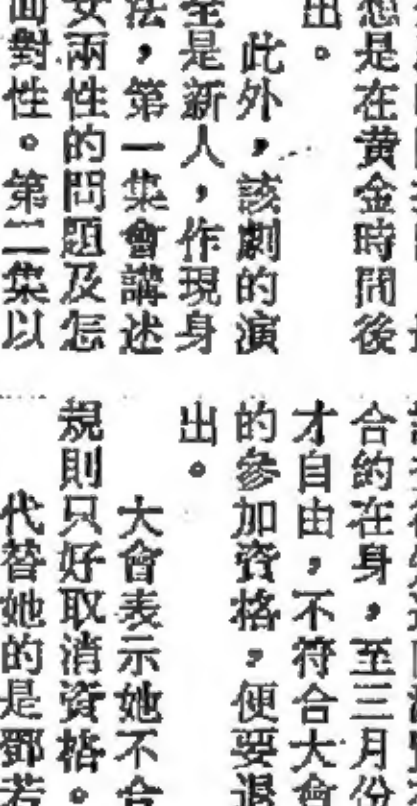 想是在黄金時間後
出。
此外，該劇的演
全是新人，作現身
法，第一集會講述
女兩性的問題及怎
面對性。第二集以
合約在身，至三月份
才自由，不符合大會
的參加資格，便要退
出。
大會表示她不合
規則只好取消資格。
代替她的是鄧若